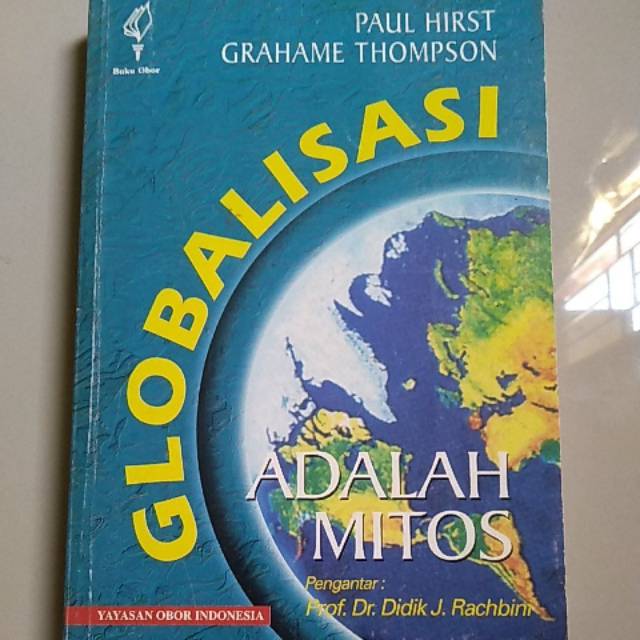 PAUL HIRST
GRAHAME THOMPSON
Buku Obor
GLOBALISASI
ADALAH
MITOS
Pengantar :
Prof. Dr. Didik J. Rachbini
YAYASAN OBOR INDONESIA